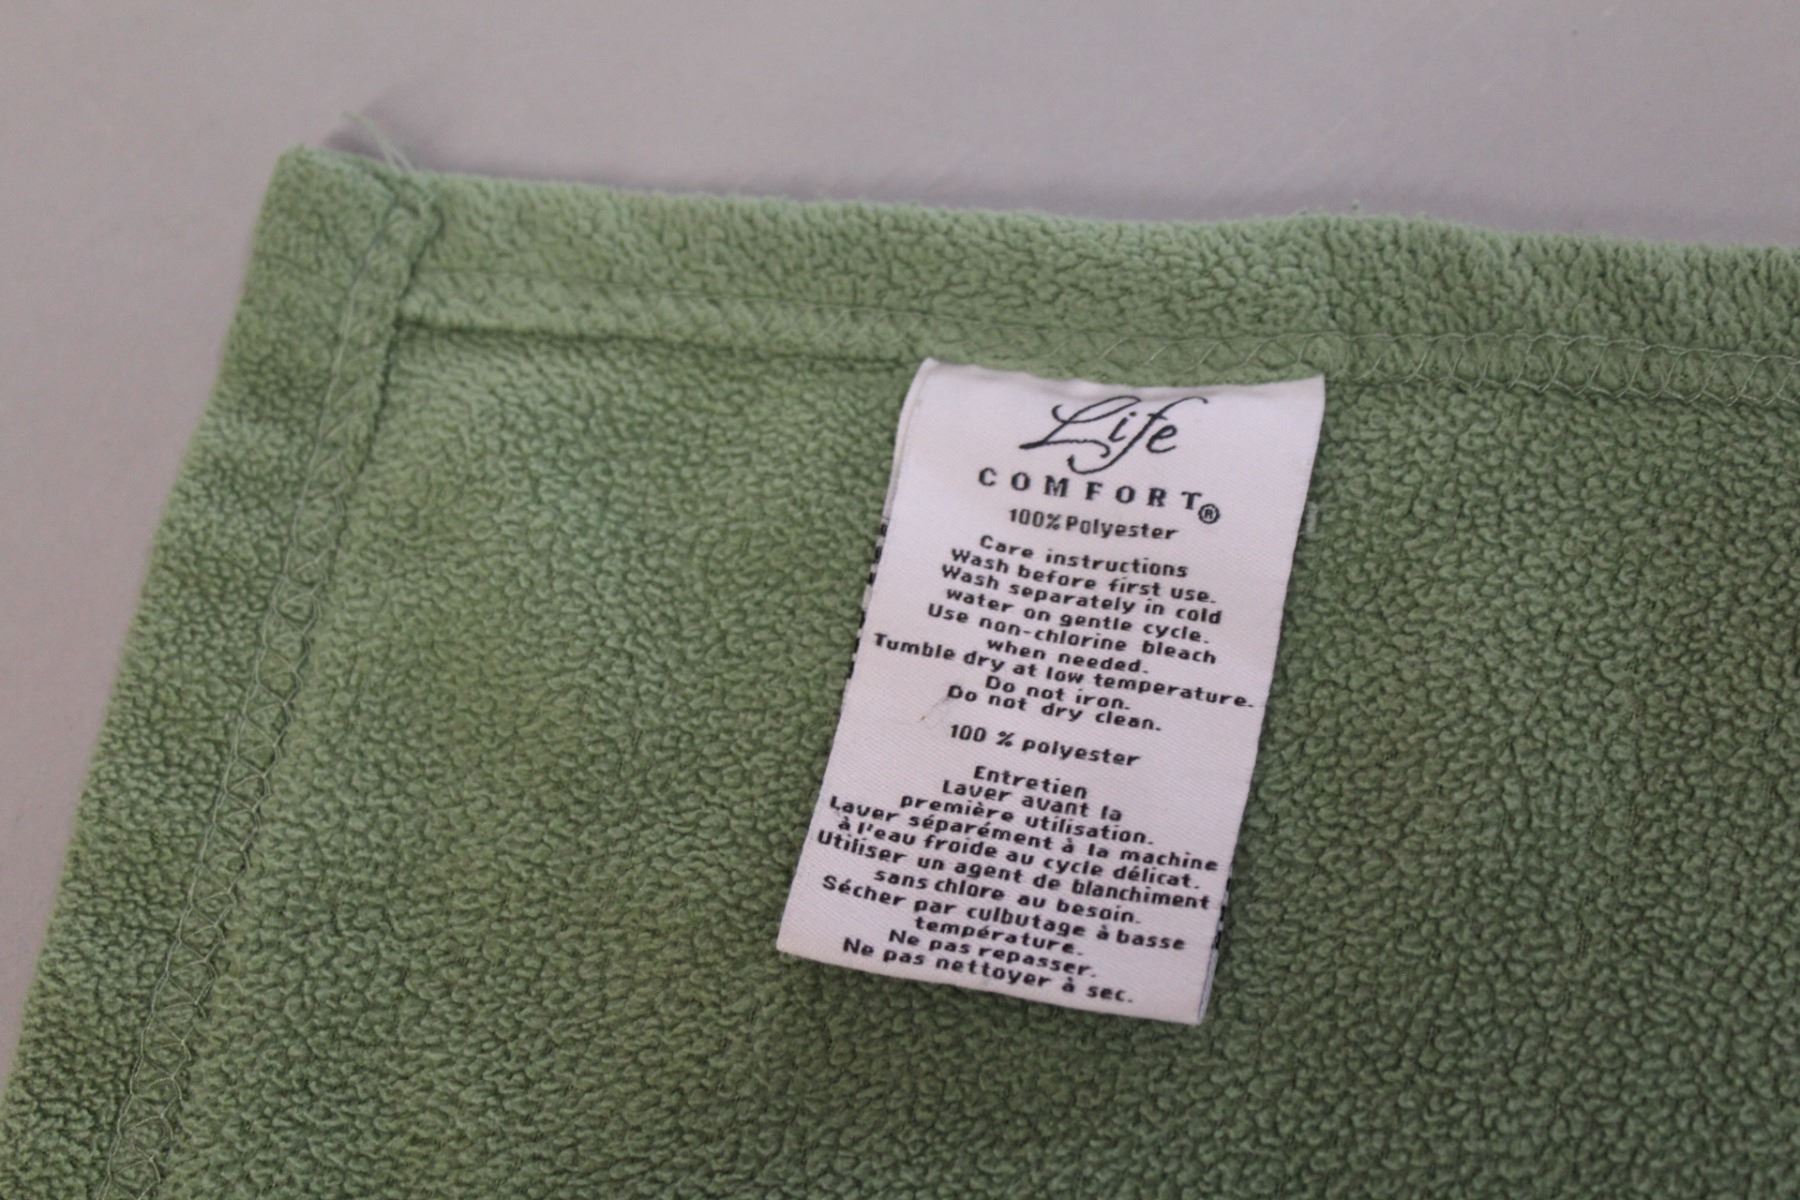 Life
COMFORT®
100% Polyester
Care instructions
Wash before first use.
Wash separately in cold
water on gentle cycle.
Use non-chlorine bleach
when needed.
Tumble dry at low temperature.
Do not iron.
Do not dry clean.
100 % polyester
Entretien
Laver avant la
première utilisation.
Laver séparément à la machine
à l'eau froide au cycle délicat.
Utiliser un agent de blanchiment
sans chlore au besoin.
Sécher par culbutage à basse
température.
Ne pas repasser.
Ne pas nettoyer à sec.